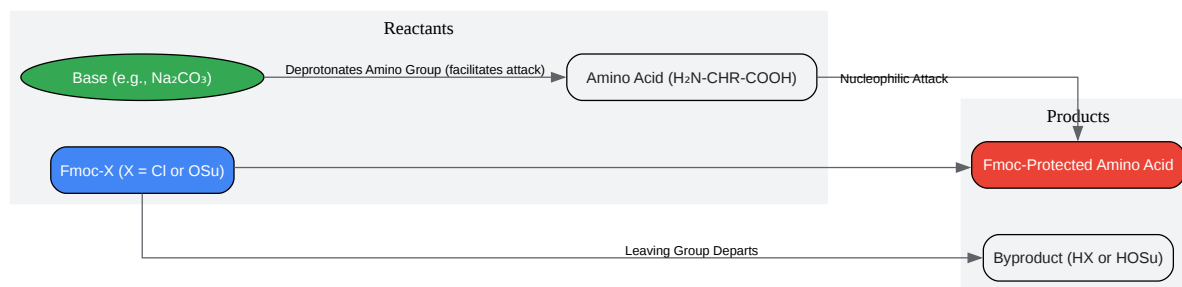 Reactants
Base (e.g., Na₂CO₃)
Deprotonates Amino Group (facilitates attack)
Amino Acid (H₂N-CHR-COOH)
Nucleophilic Attack
Products
Fmoc-X (X = Cl or OSu)
Fmoc-Protected Amino Acid
Leaving Group Departs
Byproduct (HX or HOSu)